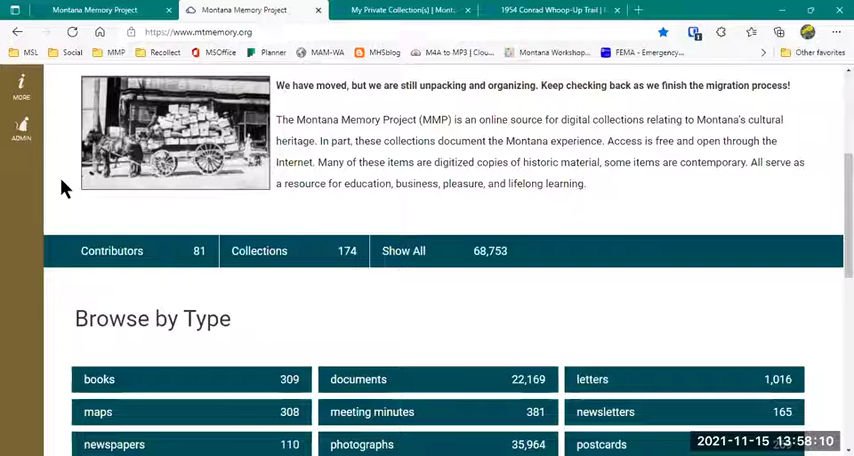 Montana Memory Project
Montana Memory Project
My Private Collection(s) | Mont
1954 Conrad Whoop-Up Trail |
https://www.mtmemory.org
MSL
Social
MMP
Recollect
MSOffice
Planner
MAM-WA
MHSblog
M4A to MP3 | Clou...
Montana Workshop...
FEMA - Emergency...
Other favorites
MORE
ADMIN
We have moved, but we are still unpacking and organizing. Keep checking back as we finish the migration process!
The Montana Memory Project (MMP) is an online source for digital collections relating to Montana's cultural
heritage. In part, these collections document the Montana experience. Access is free and open through the
Internet. Many of these items are digitized copies of historic material, some items are contemporary. All serve as
a resource for education, business, pleasure, and lifelong learning.
Contributors 81 Collections 174 Show All 68,753
Browse by Type
books 309 documents 22,169 letters 1,016
maps 308 meeting minutes 381 newsletters 165
newspapers 110 photographs 35,964 postcards
2021-11-15 13:58:10